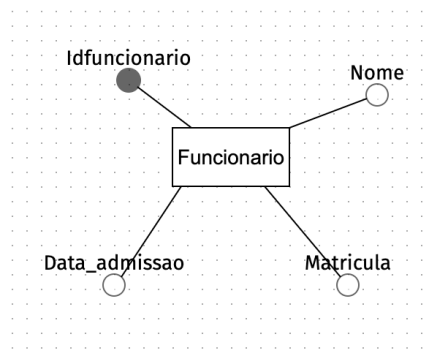 Idfuncionario
Nome
Funcionario
Data_admissao
Matricula